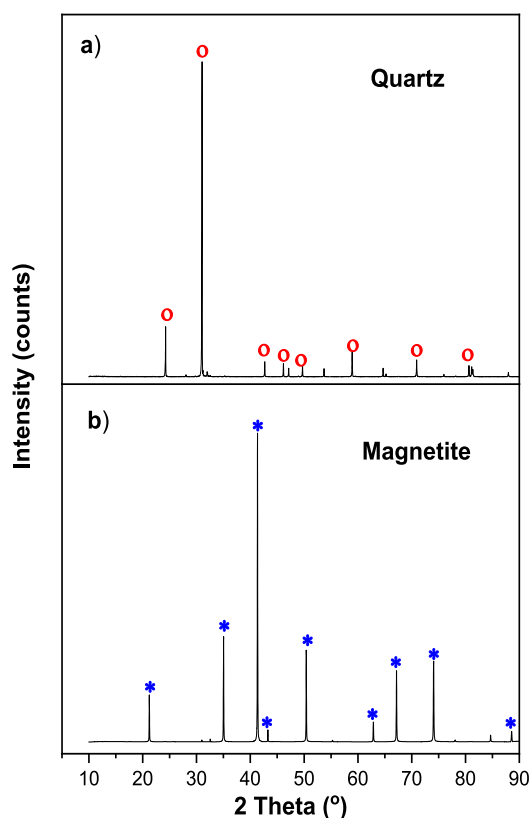 a)
Quartz
b)
Magnetite
Intensity (counts)
10 20 30 40 50 60 70 80 90
2 Theta (°)